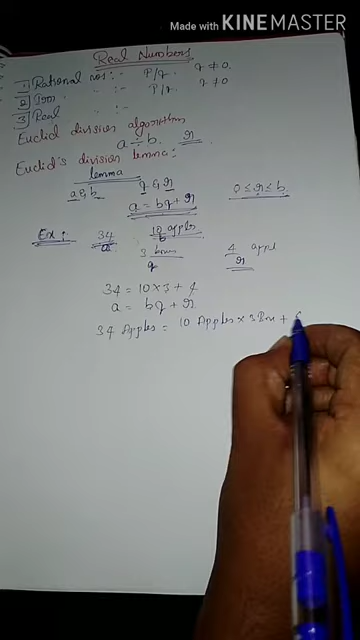 Made with KINEMASTER
Real Numbers
1 Rational nos :- P/q. q ≠ 0.
2 Irra " :- P/q. q ≠ 0
3 Real :-
Euclid division algorithm
a ÷ b. r
Euclid's division lemma :
lemma
a & b q & r
a = bq + r 0 ≤ r ≤ b
Ex : 34 a 10 apples b
3 boxes q 4 appl r
34 = 10 × 3 + 4
a = bq + r
34 Apples = 10 Apples × 3 Box +